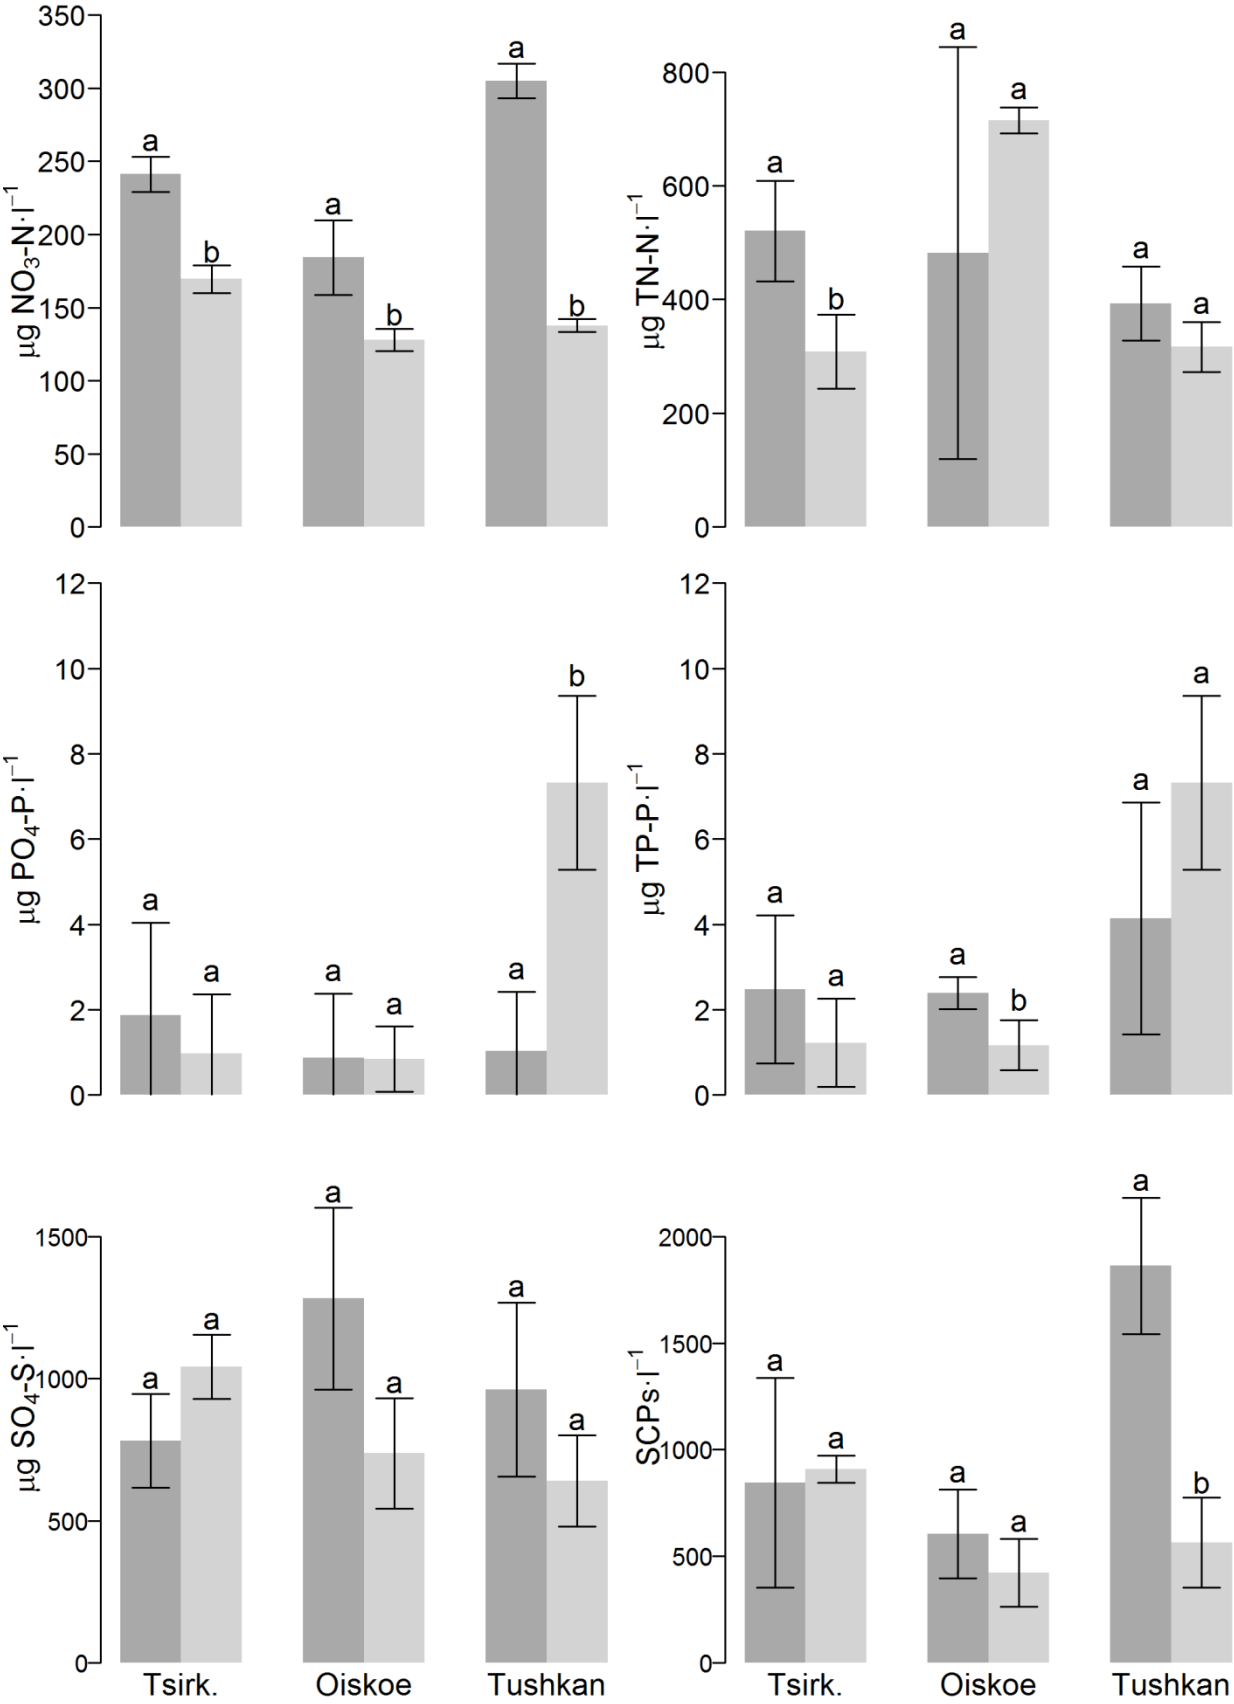 µg NO₃-N·l⁻¹
350
300
250
200
150
100
50
0
a
b
a
b
a
b
µg TN-N·l⁻¹
800
600
400
200
0
a
b
a
a
a
a
µg PO₄-P·l⁻¹
12
10
8
6
4
2
0
a
a
a
a
a
b
µg TP-P·l⁻¹
12
10
8
6
4
2
0
a
a
a
b
a
a
µg SO₄-S·l⁻¹
1500
1000
500
0
a
a
a
a
a
a
Tsirk. Oiskoe Tushkan
SCPs·l⁻¹
2000
1500
1000
500
0
a
a
a
a
a
b
Tsirk. Oiskoe Tushkan